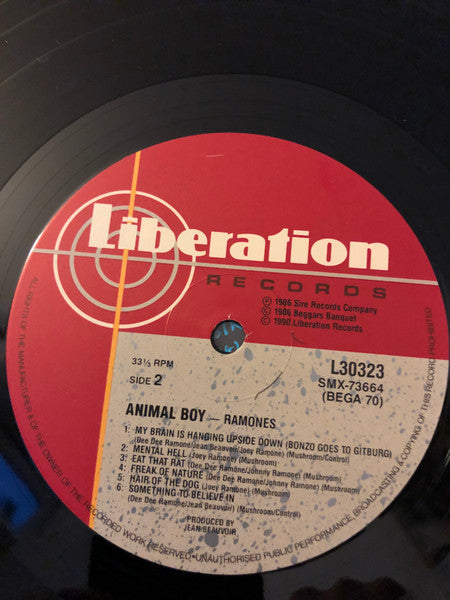 Liberation
RECORDS
℗ 1986 Sire Records Company
© 1986 Beggars Banquet
© 1990 Liberation Records
33⅓ RPM
SIDE 2
L30323
SMX-73664
(BEGA 70)
ANIMAL BOY — RAMONES
1: MY BRAIN IS HANGING UPSIDE DOWN (BONZO GOES TO GITBURG)
(Dee Dee Ramone/Jean Beauvoir/Joey Ramone) (Mushroom/Control)
2: MENTAL HELL (Joey Ramone) (Mushroom)
3: EAT THAT RAT (Dee Dee Ramone/Johnny Ramone) (Mushroom)
4: FREAK OF NATURE (Dee Dee Ramone/Johnny Ramone) (Mushroom)
5: HAIR OF THE DOG (Joey Ramone) (Mushroom)
6: SOMETHING TO BELIEVE IN
(Dee Dee Ramone/Jean Beauvoir) (Mushroom/Control)
PRODUCED BY
JEAN BEAUVOIR
ALL RIGHTS OF THE MANUFACTURER & OF THE OWNER OF THE RECORDED WORK RESERVED · UNAUTHORISED PUBLIC PERFORMANCE, BROADCASTING & COPYING OF THIS RECORD PROHIBITED